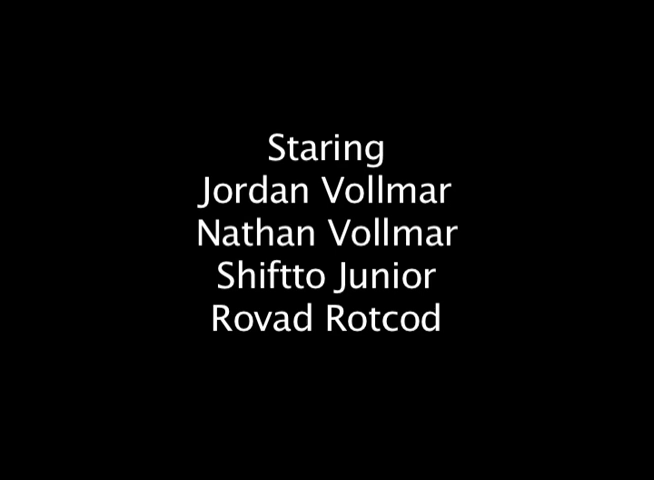 Staring
Jordan Vollmar
Nathan Vollmar
Shiftto Junior
Rovad Rotcod